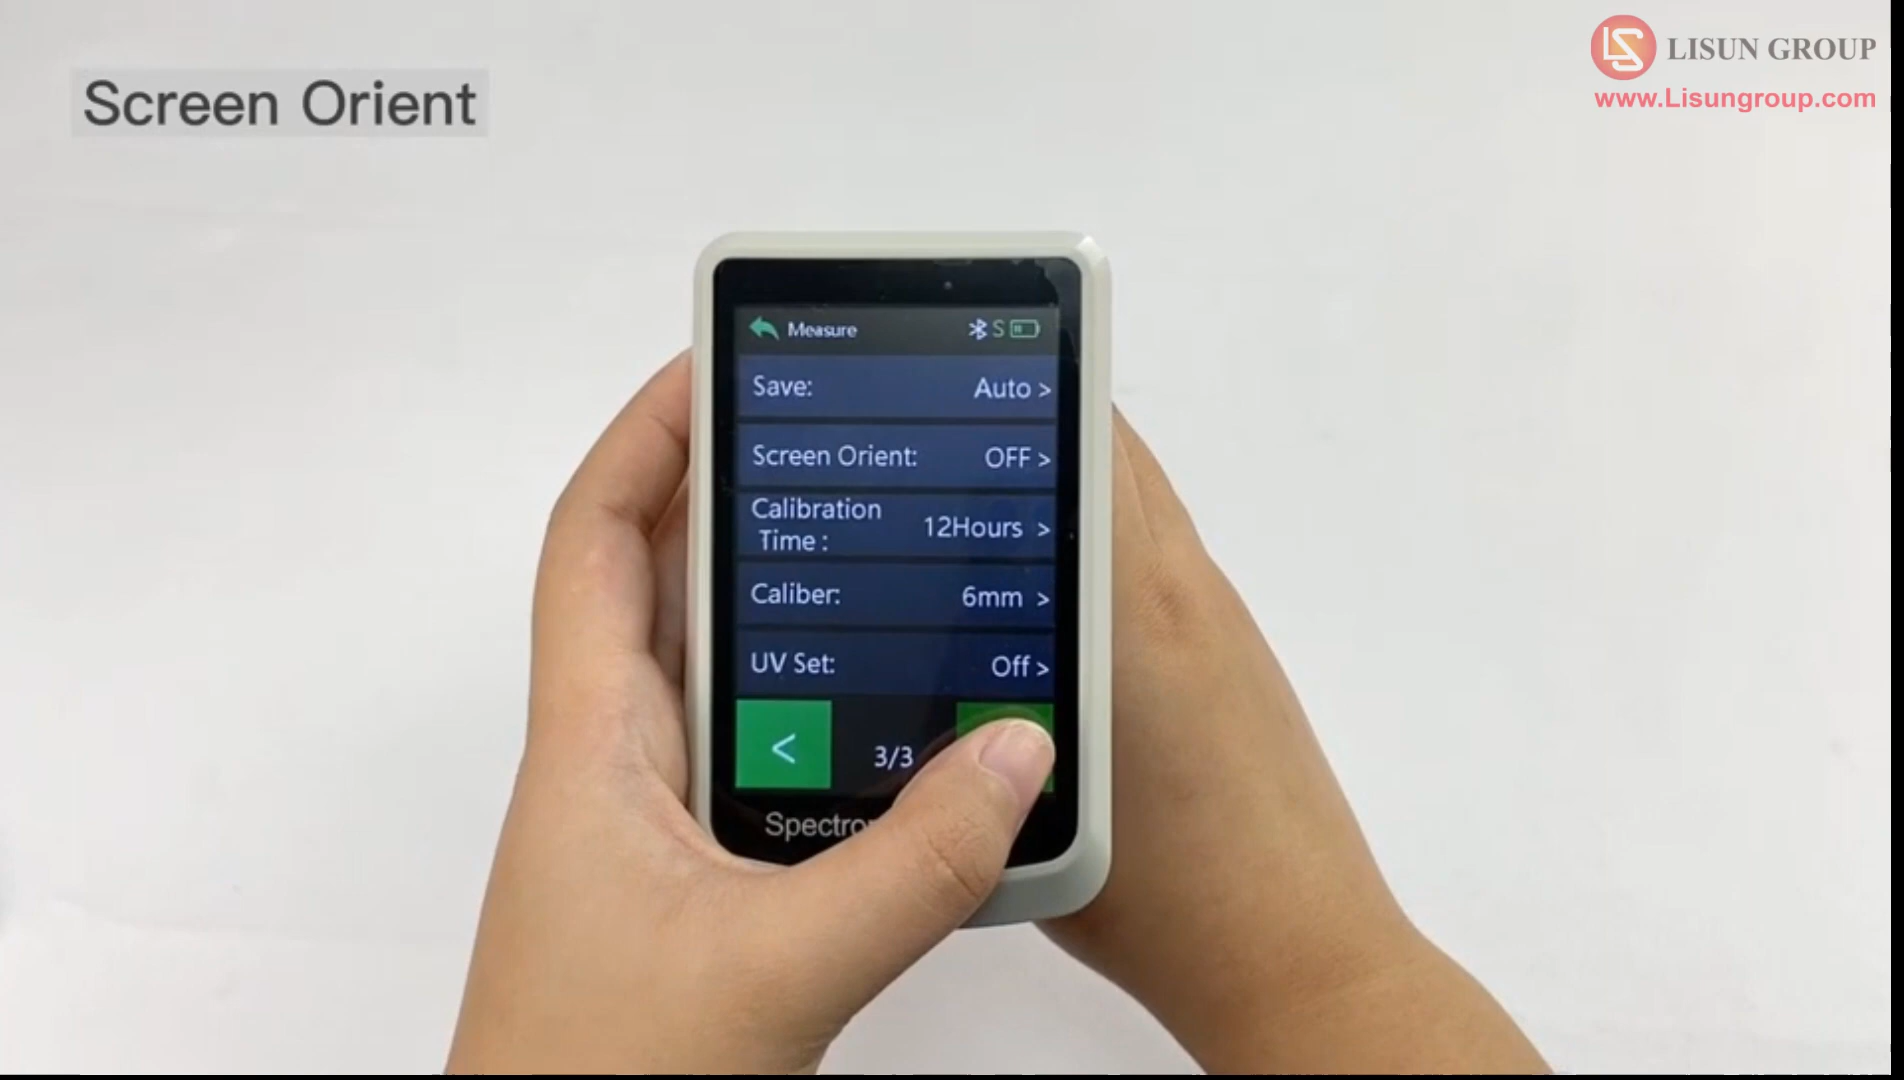 Screen Orient
LISUN GROUP
www.Lisungroup.com
Measure S
Save: Auto >
Screen Orient: OFF >
Calibration
Time : 12Hours >
Caliber: 6mm >
UV Set: Off >
< 3/3